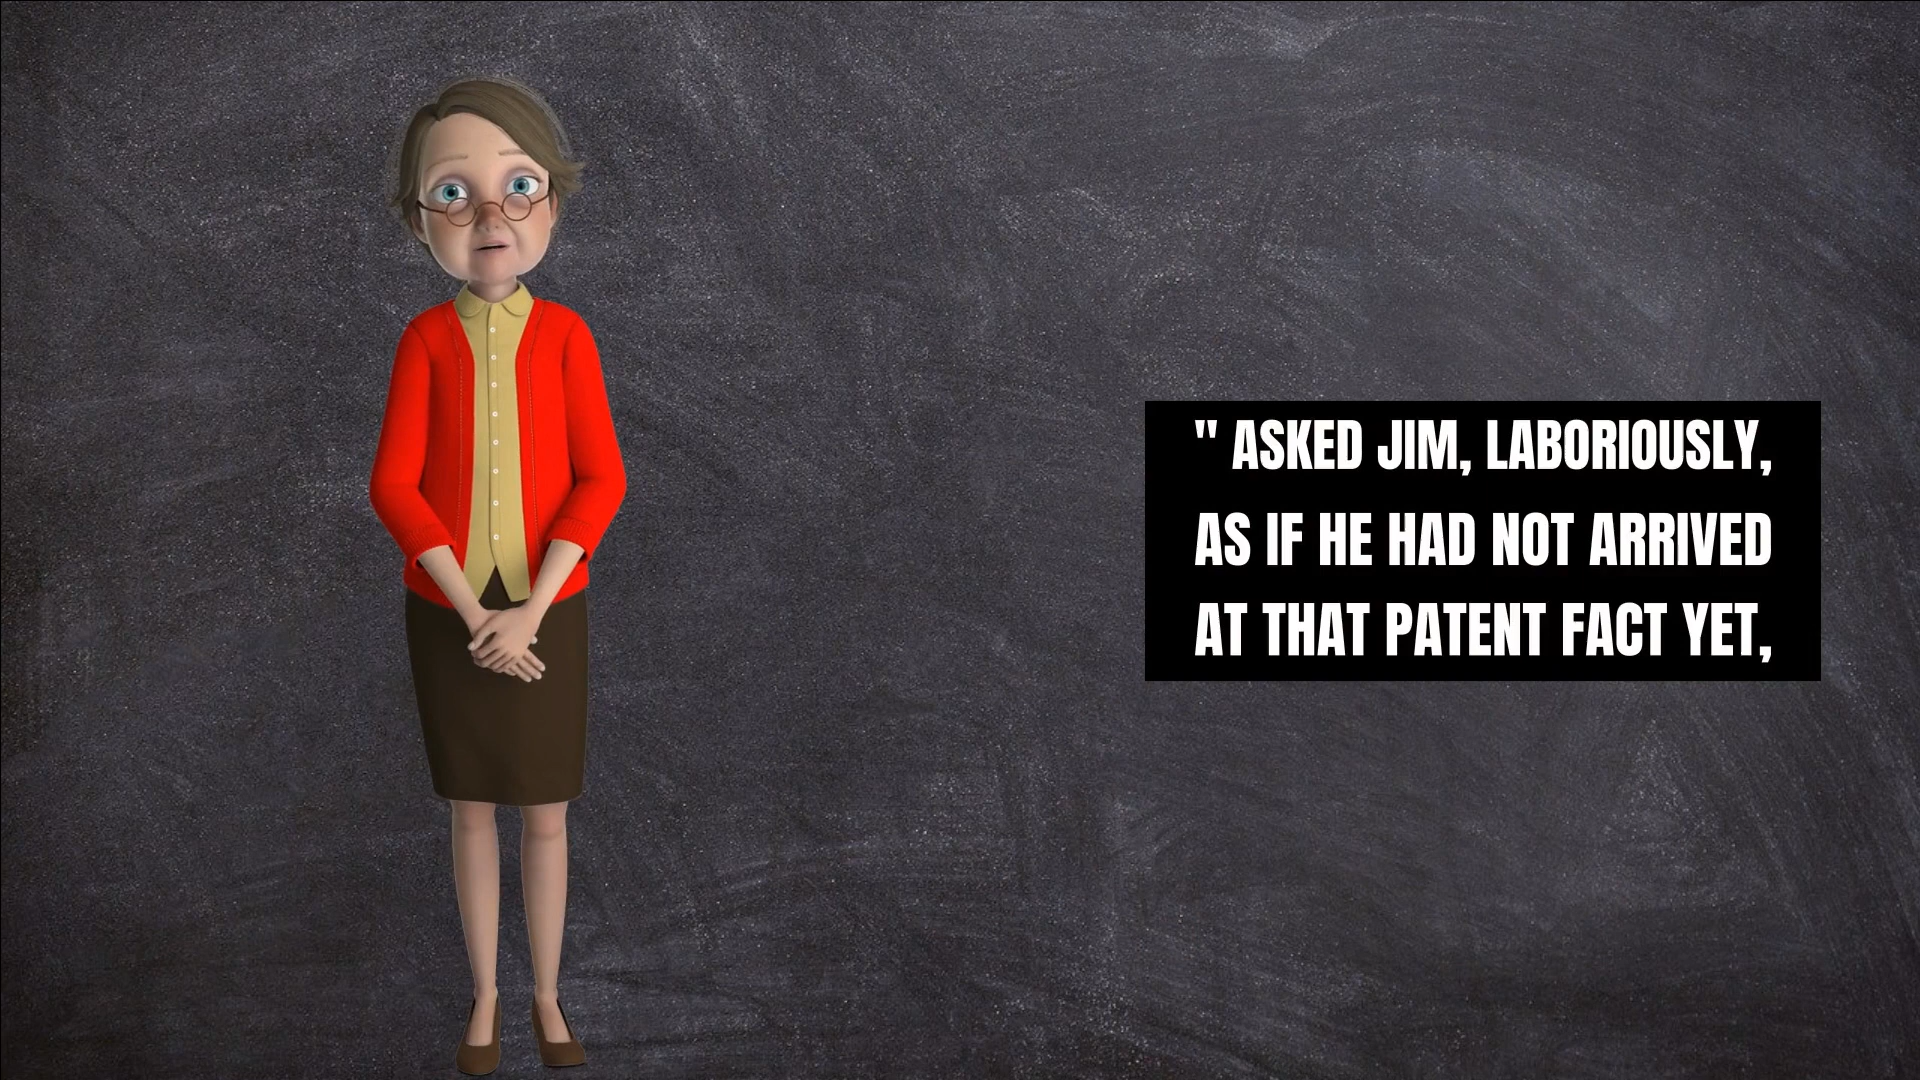 " ASKED JIM, LABORIOUSLY,
AS IF HE HAD NOT ARRIVED
AT THAT PATENT FACT YET,